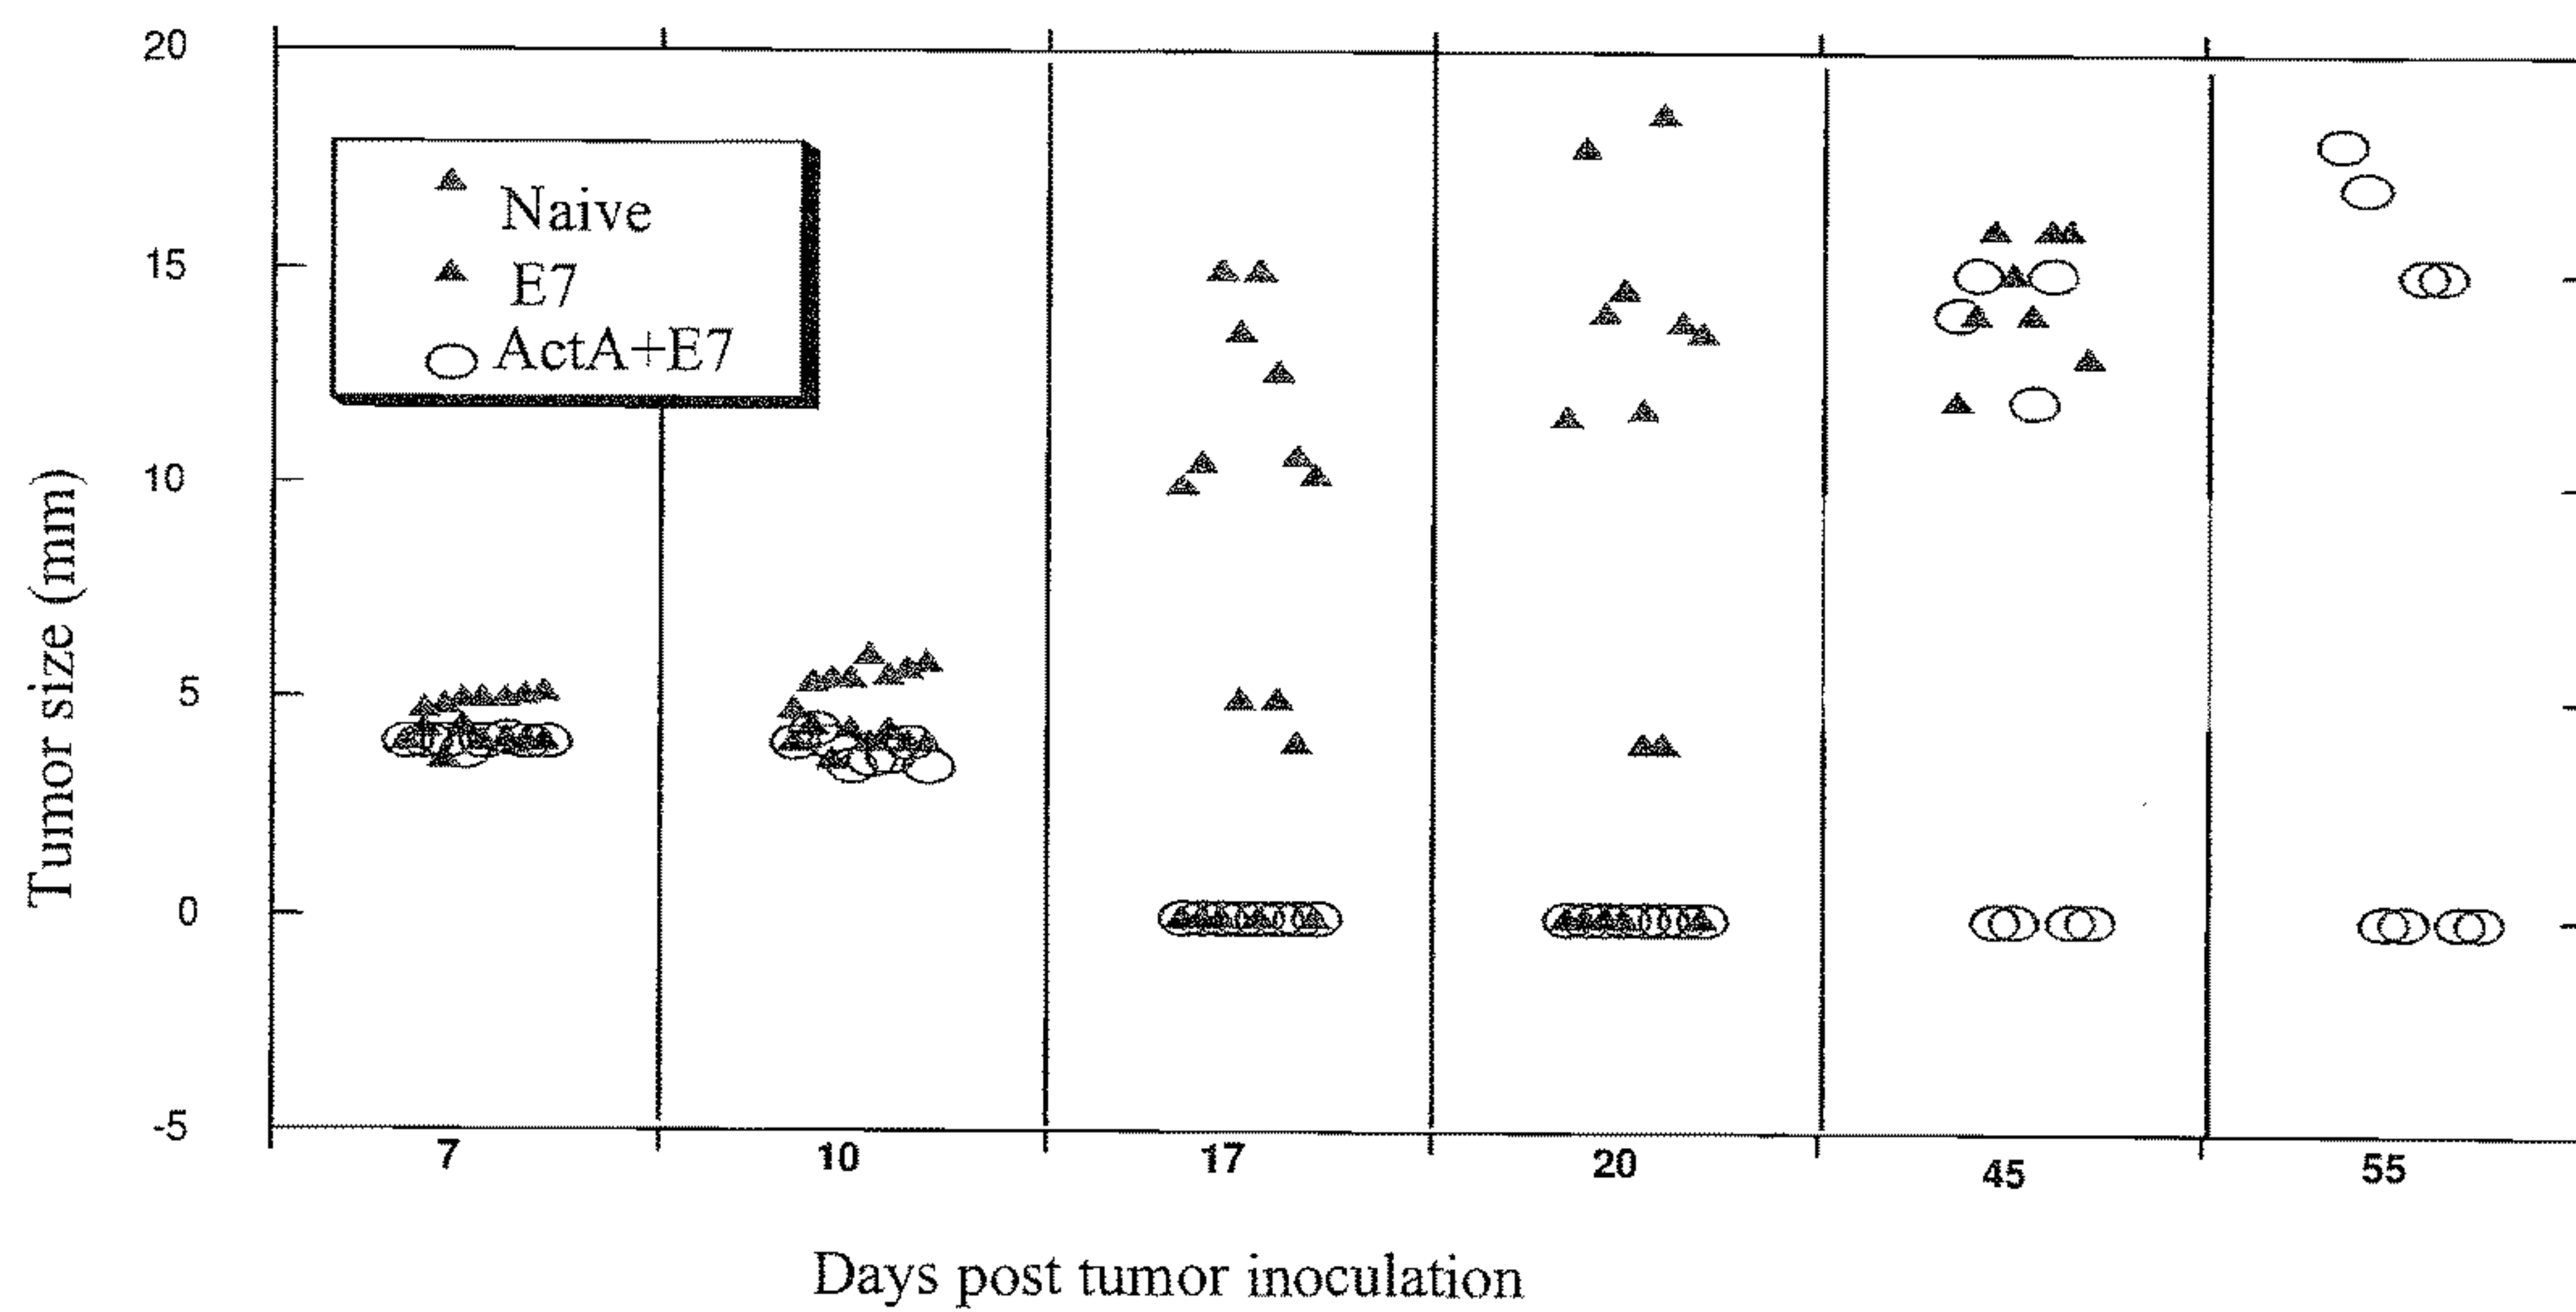 20
15
10
5
0
-5
Tumor size (mm)
Naive
E7
ActA+E7
7 10 17 20 45 55
Days post tumor inoculation